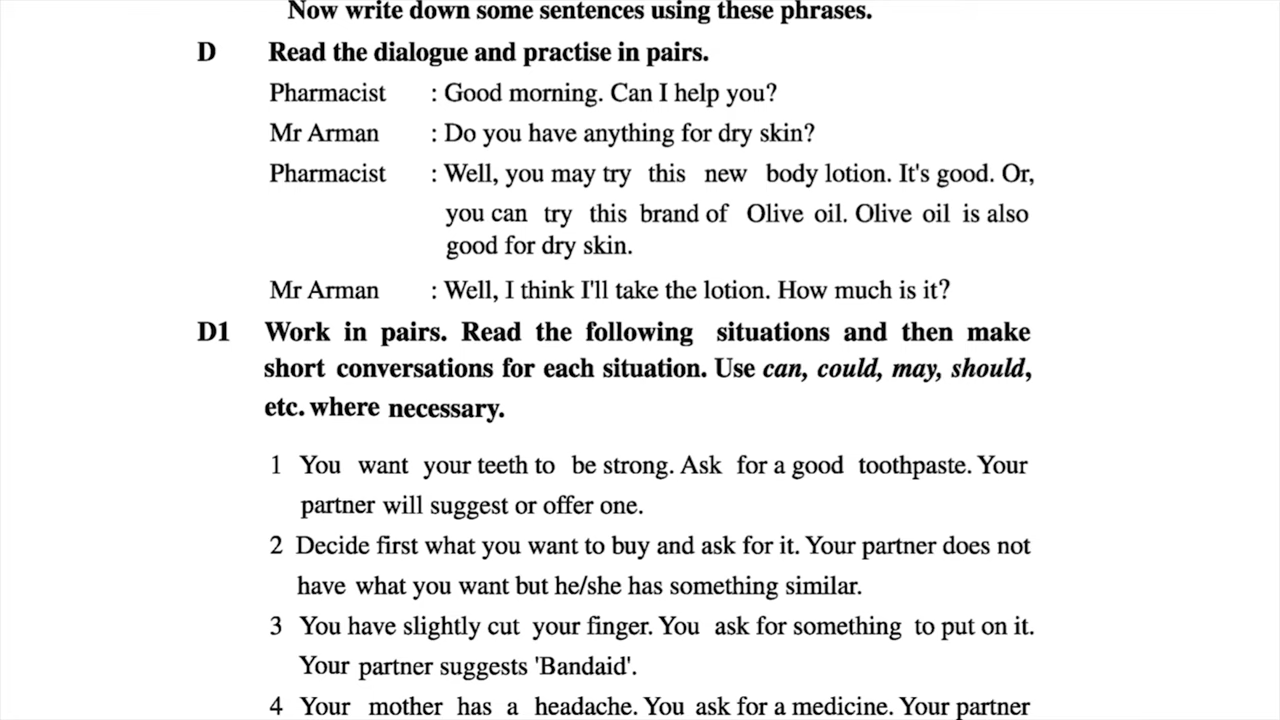 Now write down some sentences using these phrases.
D Read the dialogue and practise in pairs.
Pharmacist : Good morning. Can I help you?
Mr Arman : Do you have anything for dry skin?
Pharmacist : Well, you may try this new body lotion. It's good. Or,
you can try this brand of Olive oil. Olive oil is also
good for dry skin.
Mr Arman : Well, I think I'll take the lotion. How much is it?
D1 Work in pairs. Read the following situations and then make
short conversations for each situation. Use can, could, may, should,
etc. where necessary.
1 You want your teeth to be strong. Ask for a good toothpaste. Your
partner will suggest or offer one.
2 Decide first what you want to buy and ask for it. Your partner does not
have what you want but he/she has something similar.
3 You have slightly cut your finger. You ask for something to put on it.
Your partner suggests 'Bandaid'.
4 Your mother has a headache. You ask for a medicine. Your partner